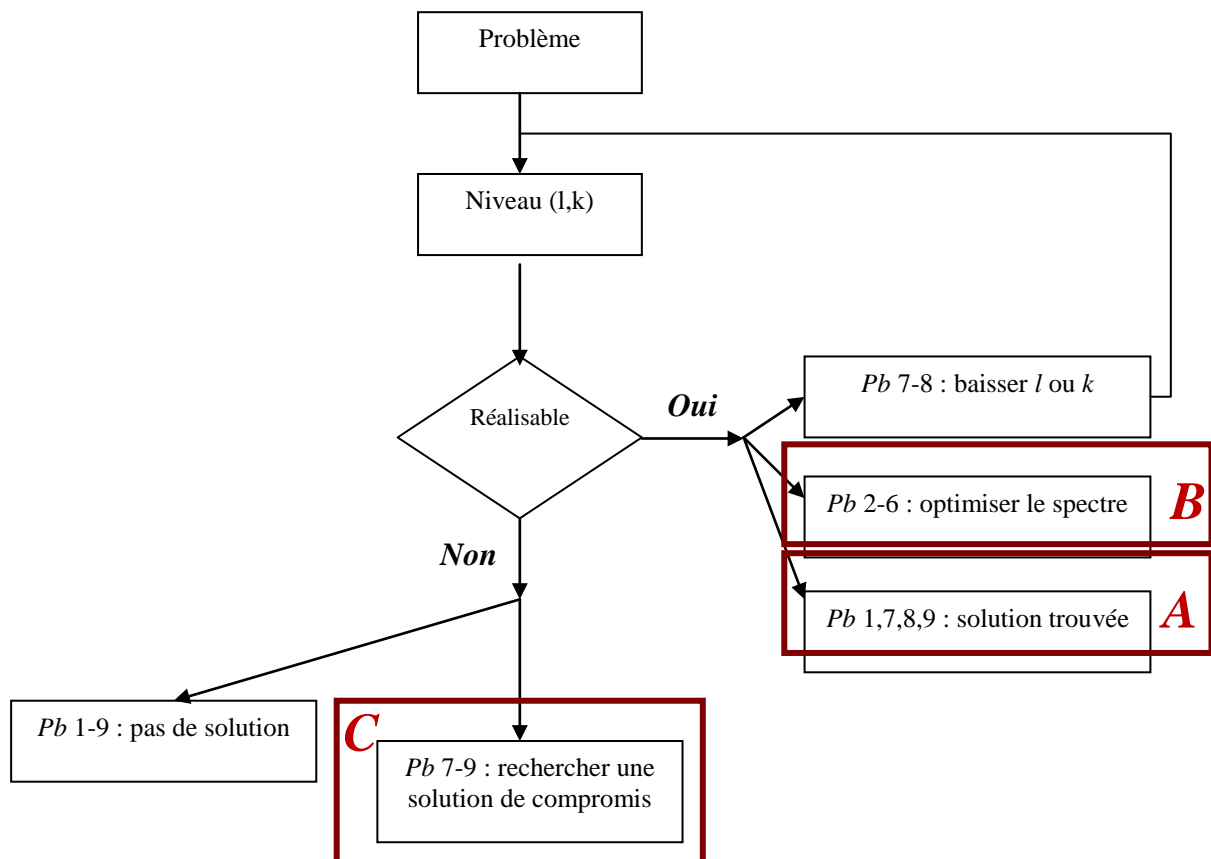 Problème
Niveau (l,k)
Réalisable
Oui
Non
Pb 7-8 : baisser l ou k
Pb 2-6 : optimiser le spectre
B
Pb 1,7,8,9 : solution trouvée
A
Pb 1-9 : pas de solution
C
Pb 7-9 : rechercher une
solution de compromis